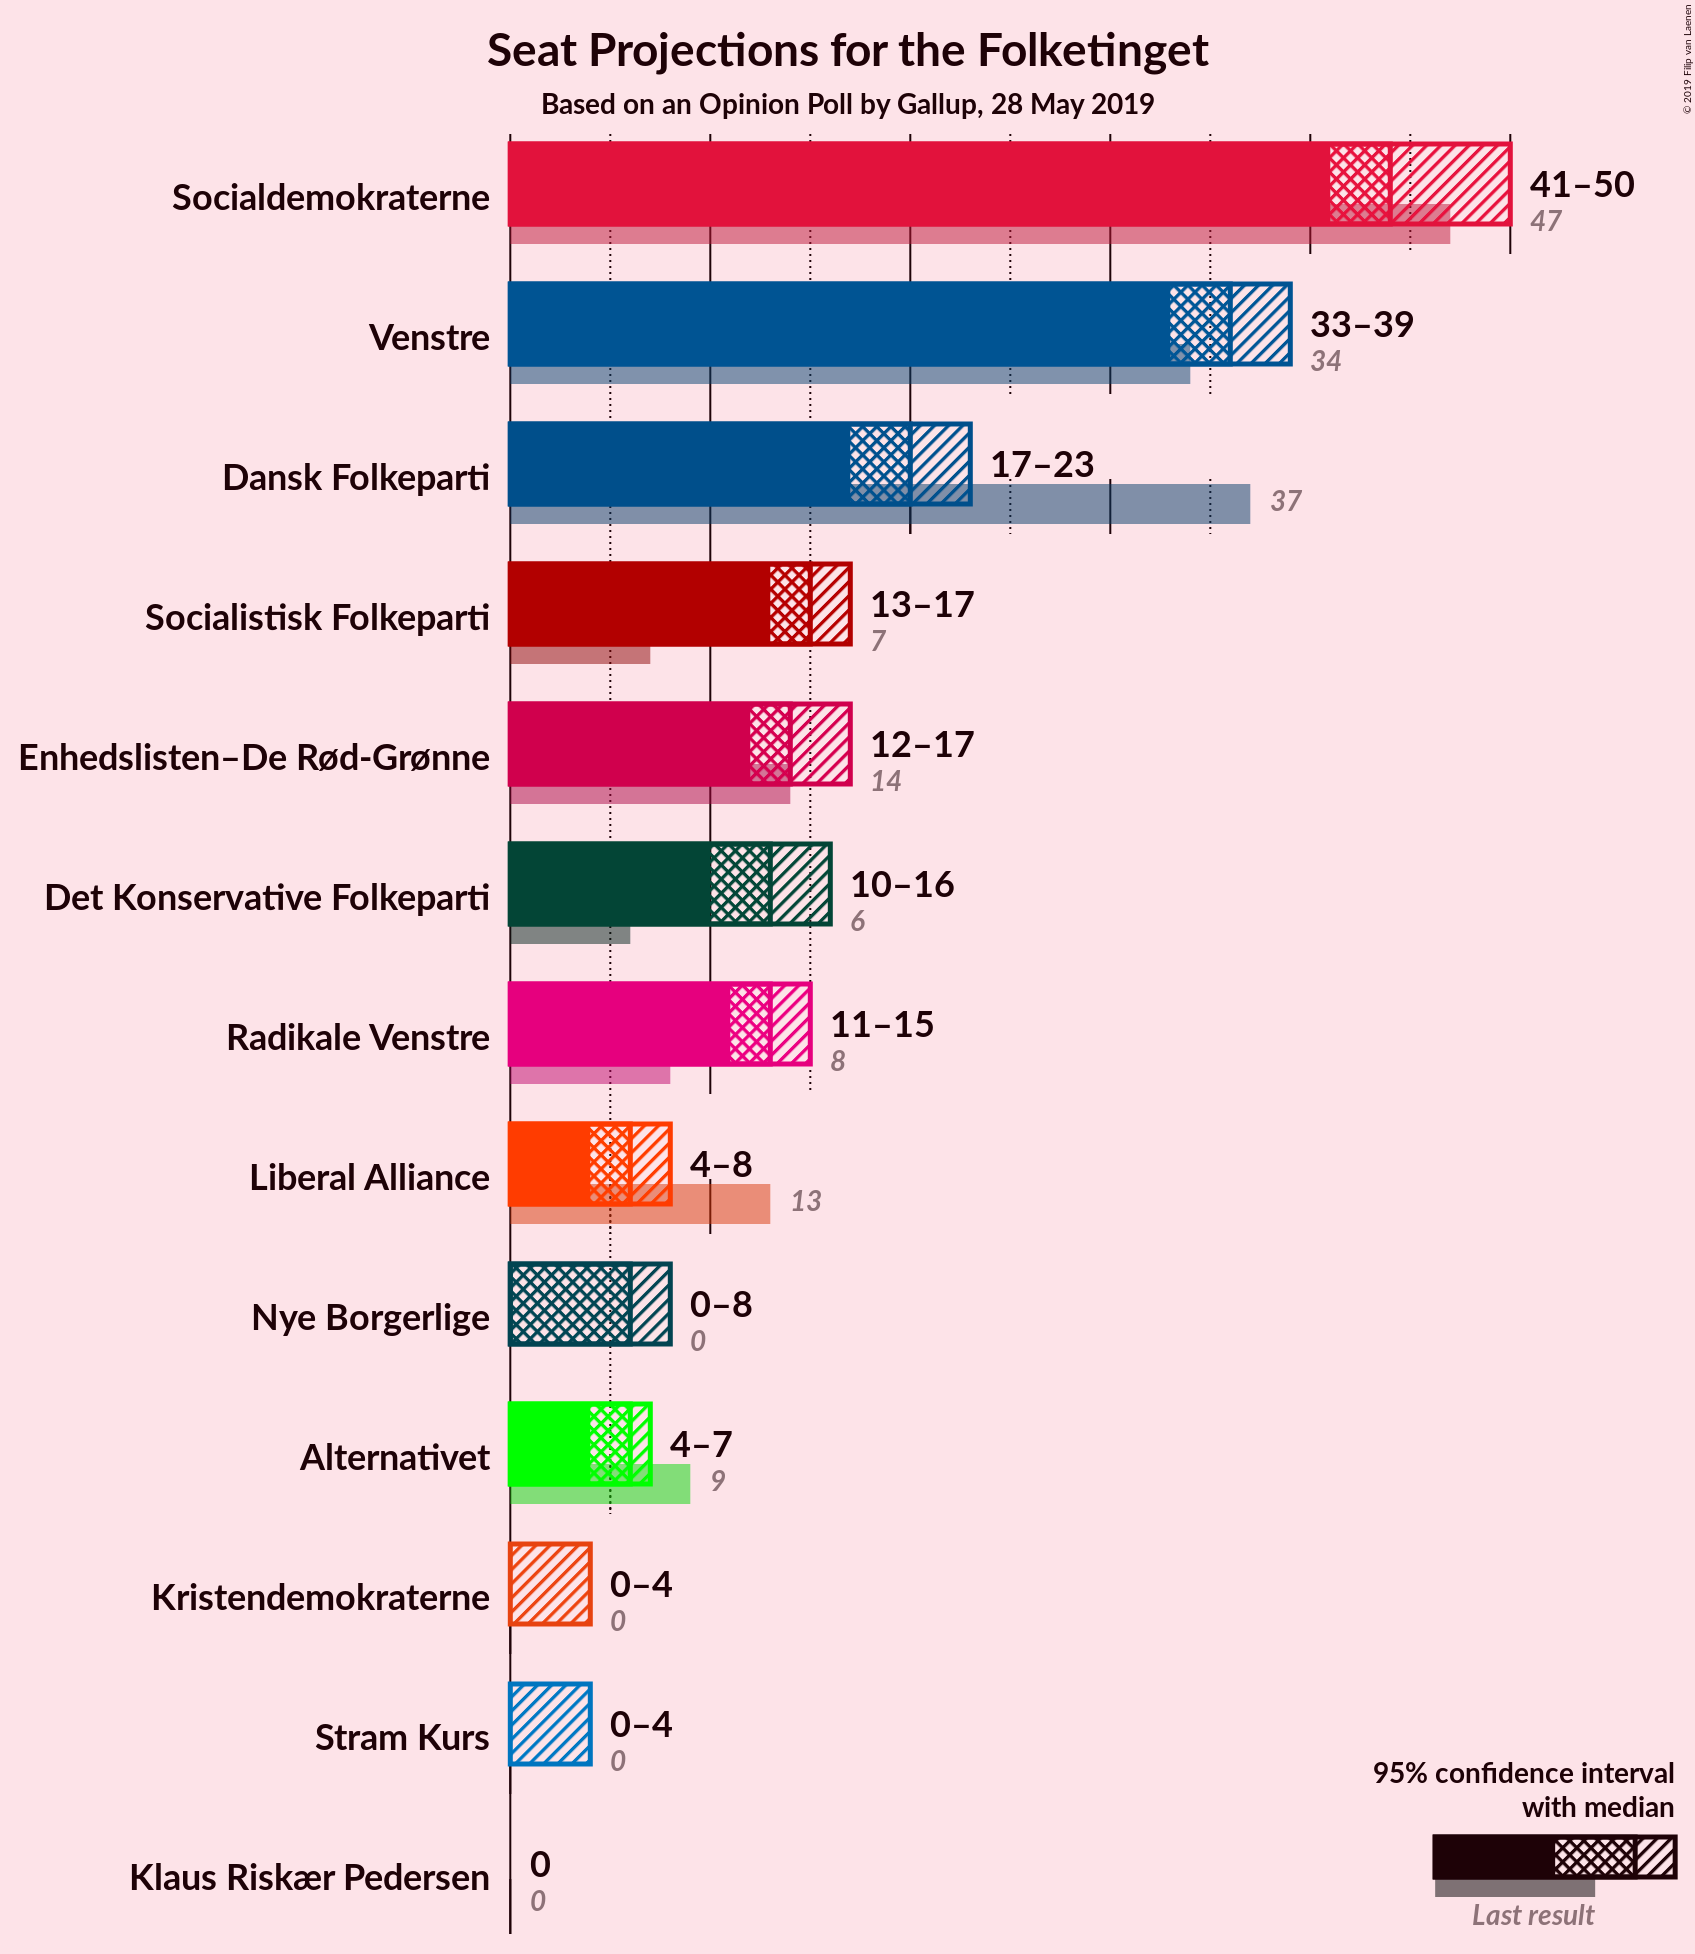 Seat Projections for the Folketinget
Based on an Opinion Poll by Gallup, 28 May 2019
© 2019 Filip van Laenen
Socialdemokraterne
41–50
47
Venstre
33–39
34
Dansk Folkeparti
17–23
37
Socialistisk Folkeparti
13–17
7
Enhedslisten–De Rød-Grønne
12–17
14
Det Konservative Folkeparti
10–16
6
Radikale Venstre
11–15
8
Liberal Alliance
4–8
13
Nye Borgerlige
0–8
0
Alternativet
4–7
9
Kristendemokraterne
0–4
0
Stram Kurs
0–4
0
Klaus Riskær Pedersen
0
0
95% confidence interval
with median
Last result